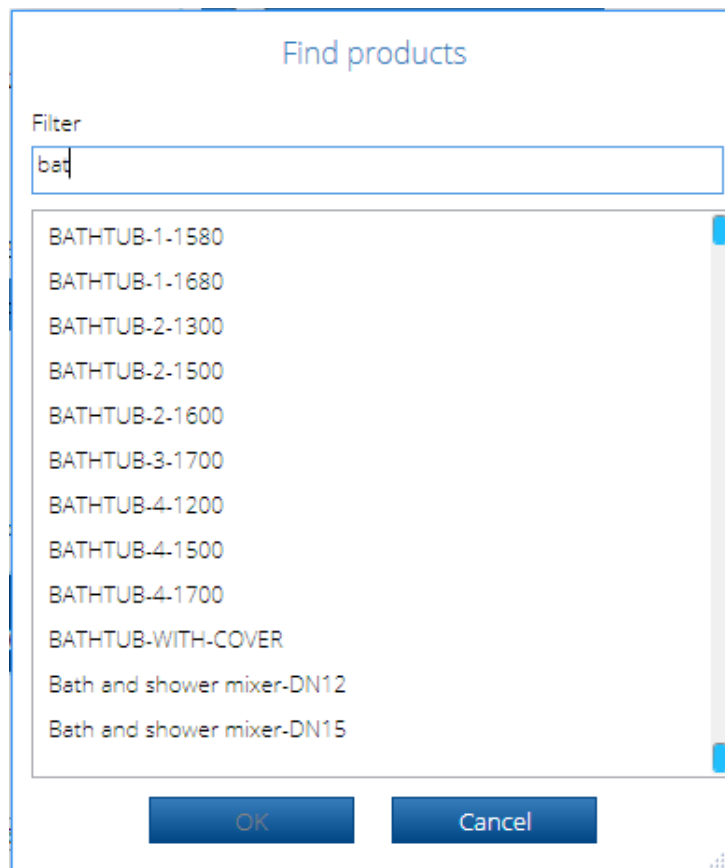 Find products
Filter
bat
BATHTUB-1-1580
BATHTUB-1-1680
BATHTUB-2-1300
BATHTUB-2-1500
BATHTUB-2-1600
BATHTUB-3-1700
BATHTUB-4-1200
BATHTUB-4-1500
BATHTUB-4-1700
BATHTUB-WITH-COVER
Bath and shower mixer-DN12
Bath and shower mixer-DN15
OK Cancel